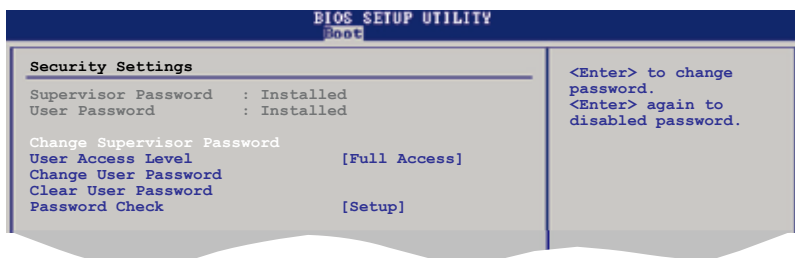 BIOS SETUP UTILITY
Boot
Security Settings
Supervisor Password : Installed
User Password : Installed
Change Supervisor Password
User Access Level [Full Access]
Change User Password
Clear User Password
Password Check [Setup]
<Enter> to change
password.
<Enter> again to
disabled password.